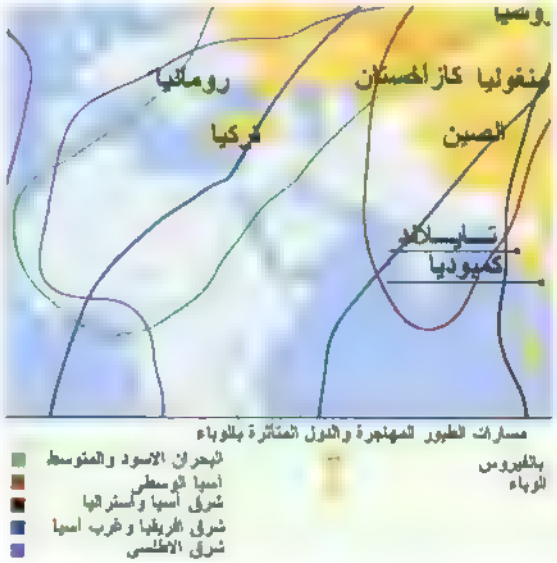 روسيا
رومانيا
كازاخستان
منغوليا
تركيا
الصين
تايلاند
كمبوديا
مسارات الطيور المهاجرة والدول المتأثرة بالوباء
البحران الاسود والمتوسط
آسيا الوسطى
شرق آسيا وأستراليا
شرق افريقيا وغرب آسيا
شرق الاطلسي
بالفيروس
الوباء